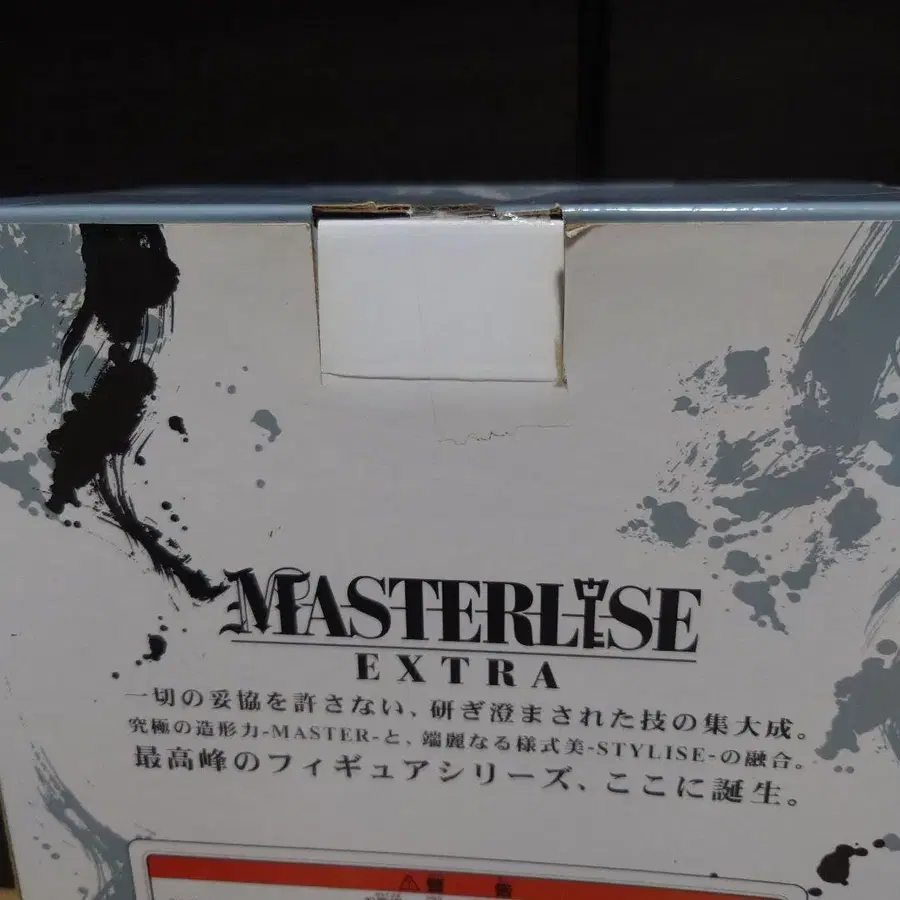 MASTERLISE
EXTRA
一切の妥協を許さない、研ぎ澄まされた技の集大成。
究極の造形力-MASTER-と、端麗なる様式美-STYLISE-の融合。
最高峰のフィギュアシリーズ、ここに誕生。
警 告